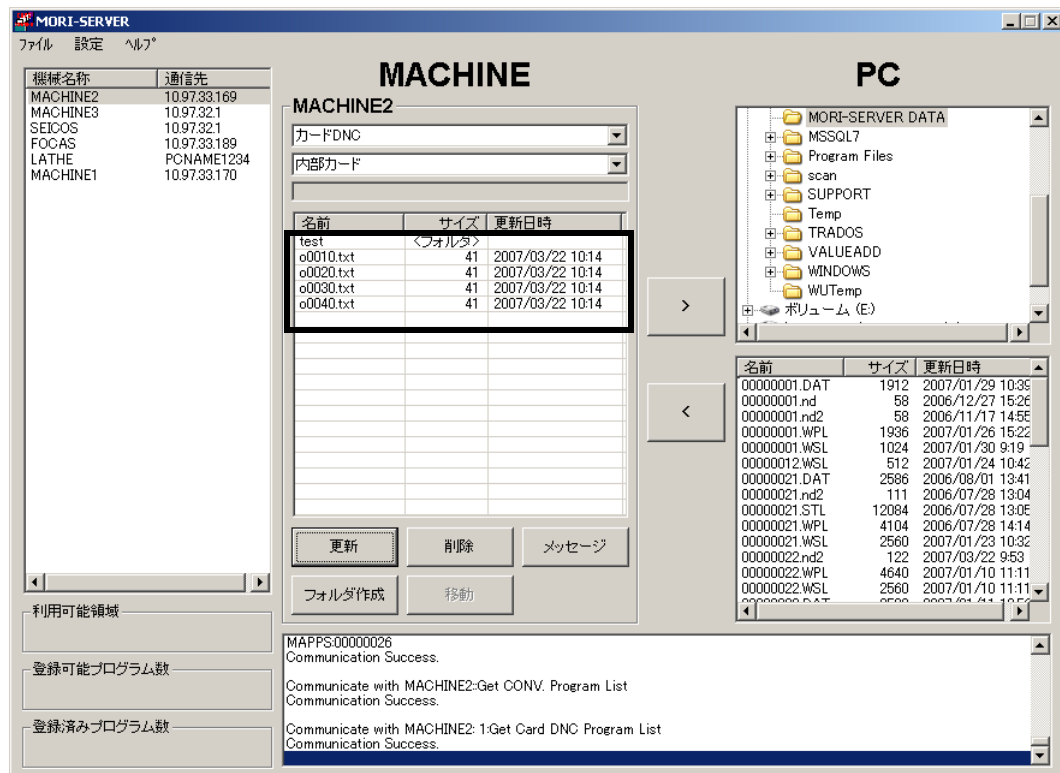 MORI-SERVER
ﾌｧｲﾙ 設定 ﾍﾙﾌﾟ
機械名称 通信先
MACHINE2 10.97.33.169
MACHINE3 10.97.32.1
SEICOS 10.97.32.1
FOCAS 10.97.33.189
LATHE PCNAME1234
MACHINE1 10.97.33.170
利用可能領域
登録可能プログラム数
登録済みプログラム数
MACHINE
MACHINE2
カードDNC
内部カード
名前 サイズ 更新日時
test <フォルダ>
o0010.txt 41 2007/03/22 10:14
o0020.txt 41 2007/03/22 10:14
o0030.txt 41 2007/03/22 10:14
o0040.txt 41 2007/03/22 10:14
更新 削除 メッセージ
フォルダ作成 移動
>
<
PC
MORI-SERVER DATA
MSSQL7
Program Files
scan
SUPPORT
Temp
TRADOS
VALUEADD
WINDOWS
WUTemp
ボリューム (E:)
名前 サイズ 更新日時
00000001.DAT 1912 2007/01/29 10:39
00000001.nd 58 2006/12/27 15:26
00000001.nd2 58 2006/11/17 14:55
00000001.WPL 1936 2007/01/26 15:22
00000001.WSL 1024 2007/01/30 9:19
00000012.WSL 512 2007/01/24 10:42
00000021.DAT 2586 2006/08/01 13:41
00000021.nd2 111 2006/07/28 13:04
00000021.STL 12084 2006/07/28 13:05
00000021.WPL 4104 2006/07/28 14:14
00000021.WSL 2560 2007/01/23 10:32
00000022.nd2 122 2007/03/22 9:53
00000022.WPL 4640 2007/01/10 11:11
00000022.WSL 2560 2007/01/10 11:11
MAPPS:00000026
Communication Success.
Communicate with MACHINE2::Get CONV. Program List
Communication Success.
Communicate with MACHINE2: 1:Get Card DNC Program List
Communication Success.